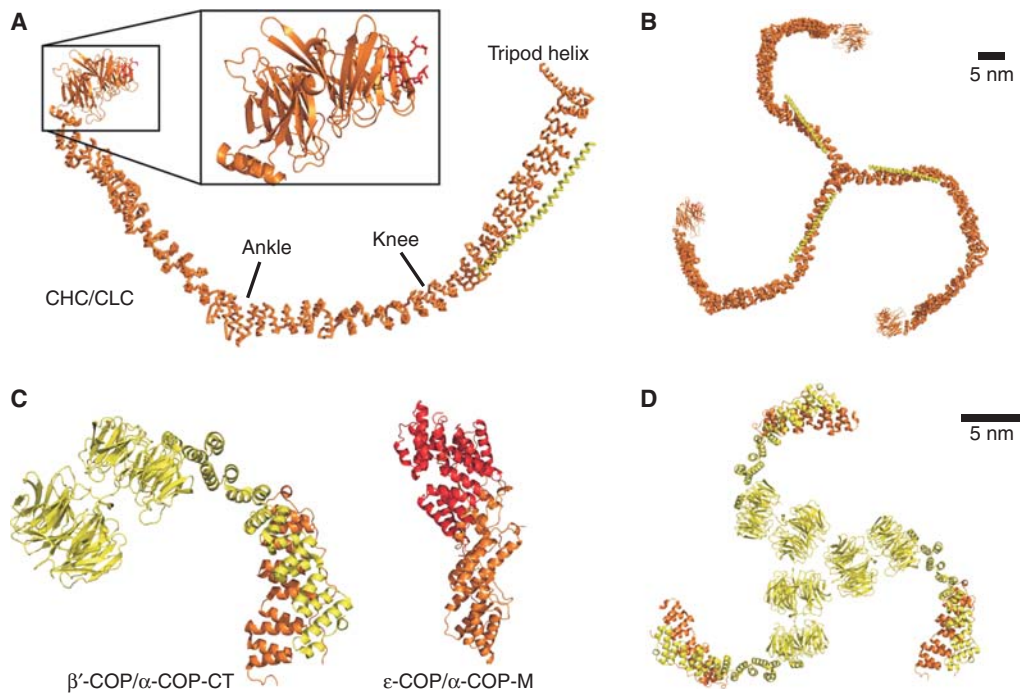 A
B
Tripod helix
5 nm
Ankle
Knee
CHC/CLC
C
D
5 nm
β′-COP/α-COP-CT
ε-COP/α-COP-M